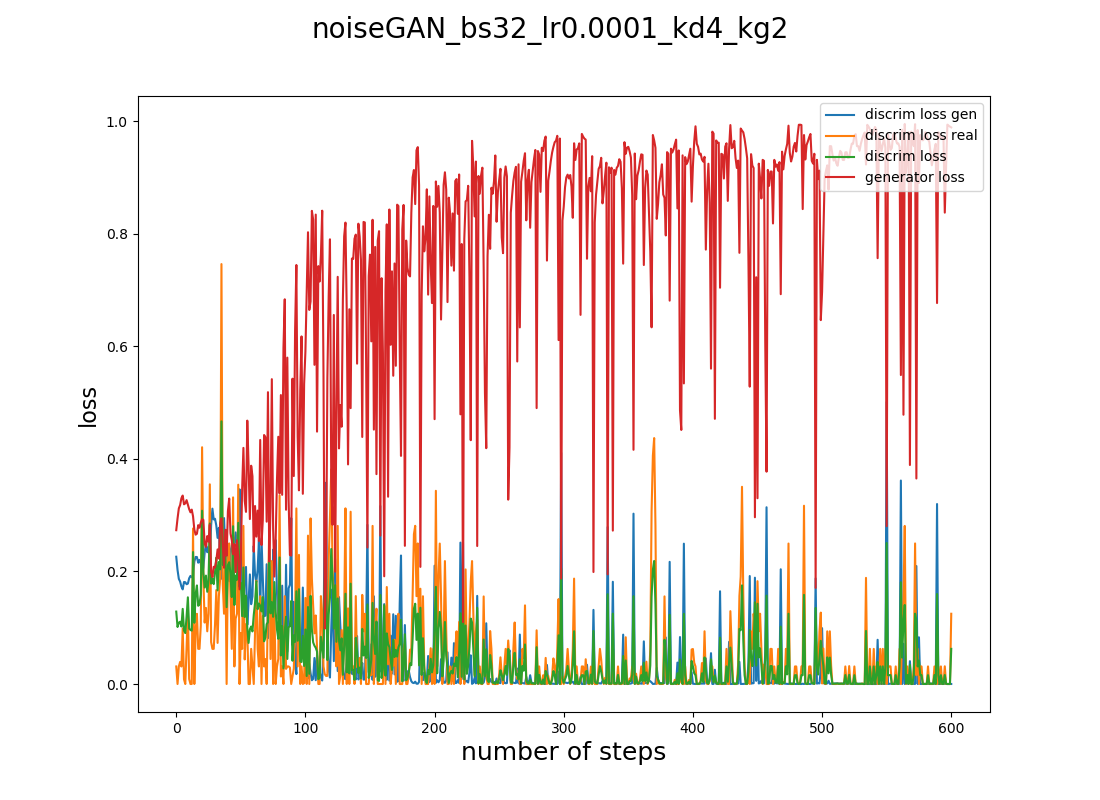 noiseGAN_bs32_lr0.0001_kd4_kg2
discrim loss gen
discrim loss real
discrim loss
generator loss
1.0
0.8
0.6
0.4
0.2
0.0
loss
0 100 200 300 400 500 600
number of steps